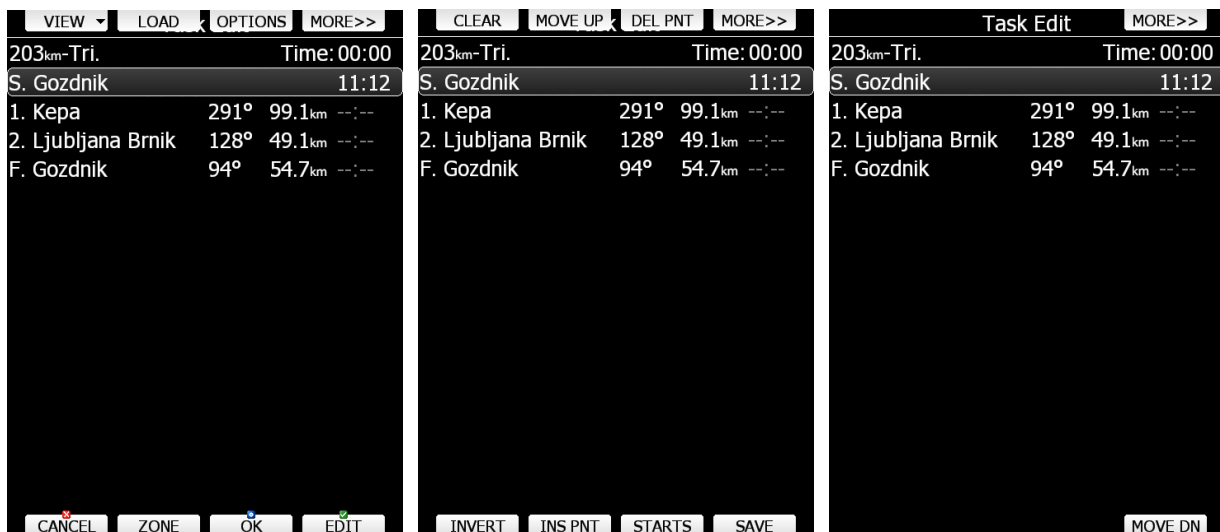 VIEW LOAD OPTIONS MORE>>
203km-Tri. Time: 00:00
S. Gozdnik 11:12
1. Kepa 291° 99.1km --:--
2. Ljubljana Brnik 128° 49.1km --:--
F. Gozdnik 94° 54.7km --:--
CANCEL ZONE OK EDIT
CLEAR MOVE UP DEL PNT MORE>>
203km-Tri. Time: 00:00
S. Gozdnik 11:12
1. Kepa 291° 99.1km --:--
2. Ljubljana Brnik 128° 49.1km --:--
F. Gozdnik 94° 54.7km --:--
INVERT INS PNT STARTS SAVE
Task Edit MORE>>
203km-Tri. Time: 00:00
S. Gozdnik 11:12
1. Kepa 291° 99.1km --:--
2. Ljubljana Brnik 128° 49.1km --:--
F. Gozdnik 94° 54.7km --:--
MOVE DN